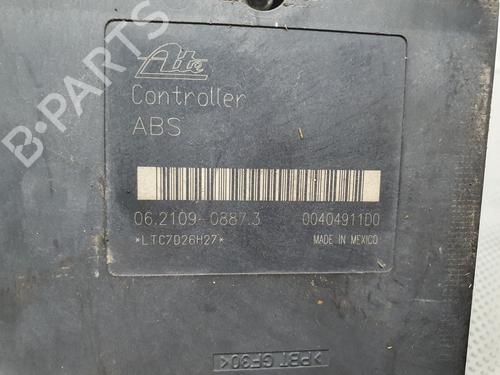 Ate
Controller
ABS
06.2109-0887.3 00404911D0
*LTC7D26H27* MADE IN MEXICO
>PBT GF30<
B-PARTS